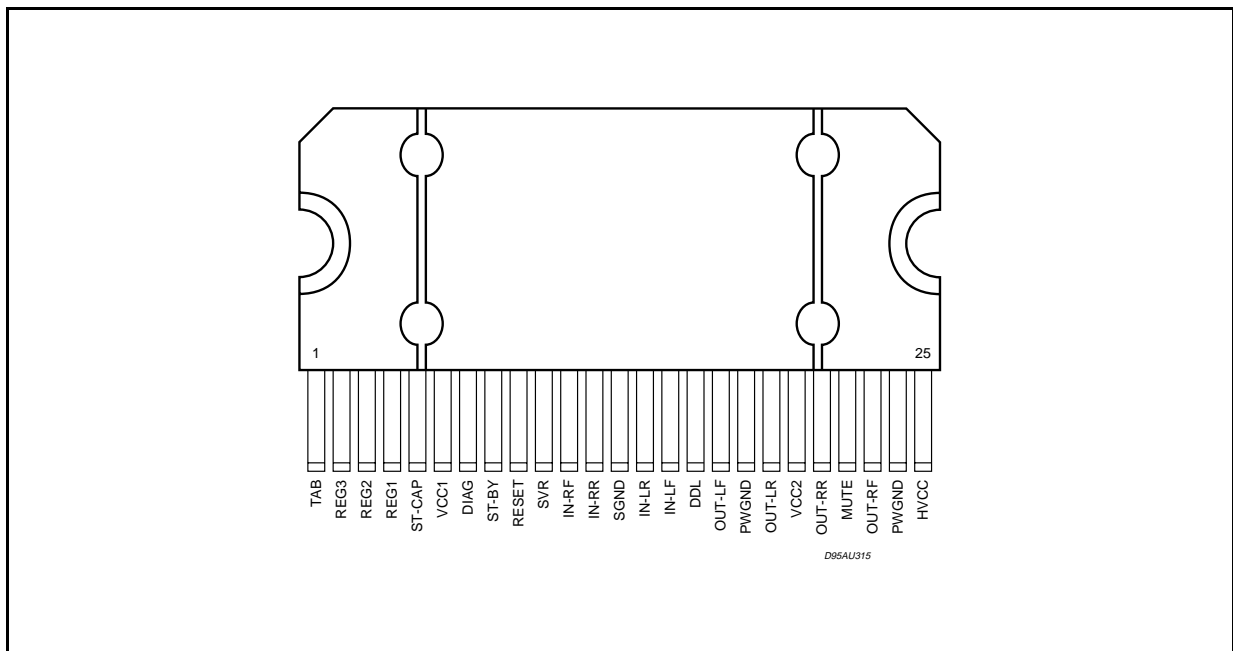 1
25
TAB
REG3
REG2
REG1
ST-CAP
VCC1
DIAG
ST-BY
RESET
SVR
IN-RF
IN-RR
SGND
IN-LR
IN-LF
DDL
OUT-LF
PWGND
OUT-LR
VCC2
OUT-RR
MUTE
OUT-RF
PWGND
HVCC
D95AU315